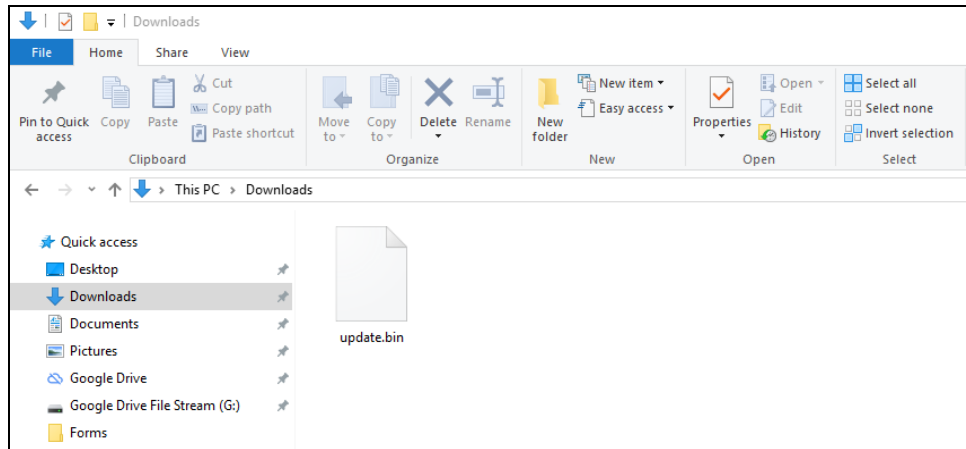 Downloads
File Home Share View
Pin to Quick access
Copy
Paste
Cut
Copy path
Paste shortcut
Clipboard
Move to
Copy to
Delete
Rename
Organize
New folder
New item
Easy access
New
Properties
Open
Edit
History
Open
Select all
Select none
Invert selection
Select
This PC > Downloads
Quick access
Desktop
Downloads
Documents
Pictures
Google Drive
Google Drive File Stream (G:)
Forms
update.bin